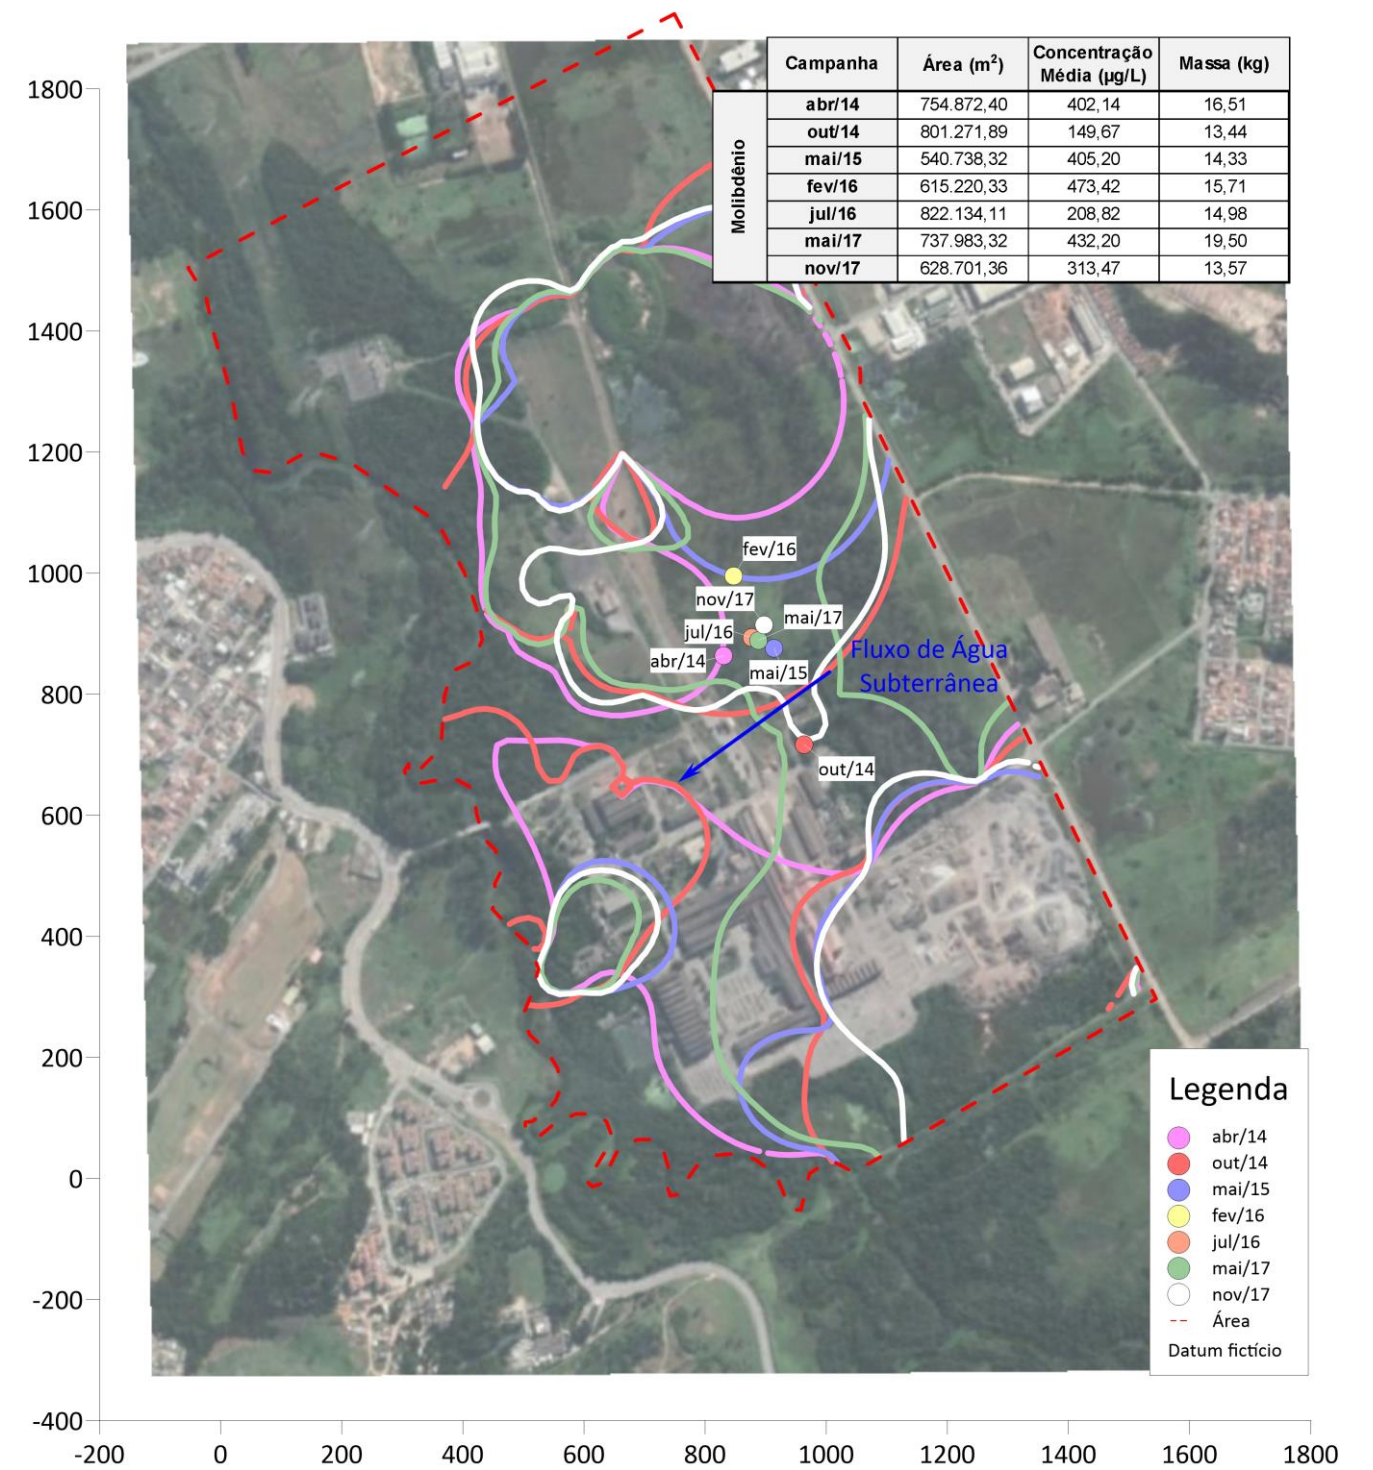 Campanha Área (m²) Concentração Média (µg/L) Massa (kg)
Molibdênio
abr/14 754.872,40 402,14 16,51
out/14 801.271,89 149,67 13,44
mai/15 540.738,32 405,20 14,33
fev/16 615.220,33 473,42 15,71
jul/16 822.134,11 208,82 14,98
mai/17 737.983,32 432,20 19,50
nov/17 628.701,36 313,47 13,57
1800
1600
1400
1200
1000
800
600
400
200
0
-200
-400
fev/16
nov/17
mai/17
jul/16
abr/14
mai/15
Fluxo de Água
Subterrânea
out/14
Legenda
abr/14
out/14
mai/15
fev/16
jul/16
mai/17
nov/17
Área
Datum fictício
-200 0 200 400 600 800 1000 1200 1400 1600 1800